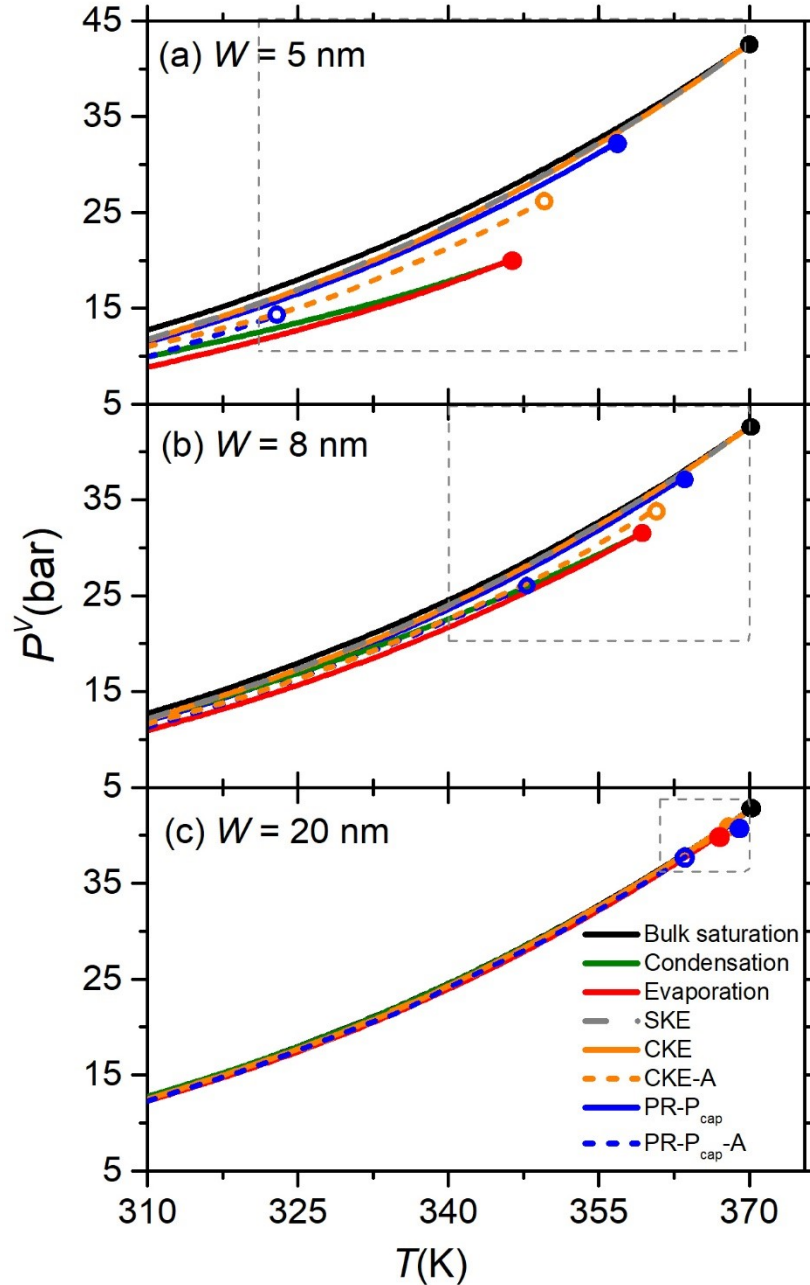 45
(a) W = 5 nm
35
25
15
5
(b) W = 8 nm
35
25
15
5
(c) W = 20 nm
35
25
15
5
P^V(bar)
Bulk saturation
Condensation
Evaporation
SKE
CKE
CKE-A
PR-P_cap
PR-P_cap-A
310 325 340 355 370
T(K)